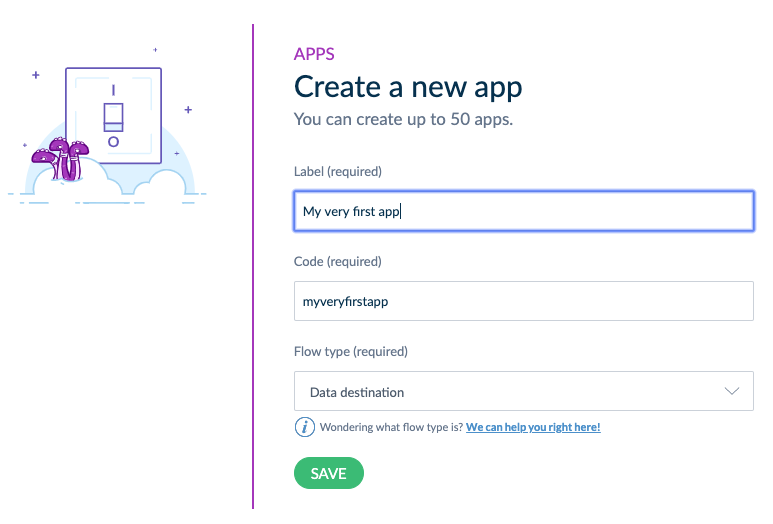 APPS
Create a new app
You can create up to 50 apps.
Label (required)
My very first app
Code (required)
myveryfirstapp
Flow type (required)
Data destination
Wondering what flow type is? We can help you right here!
SAVE